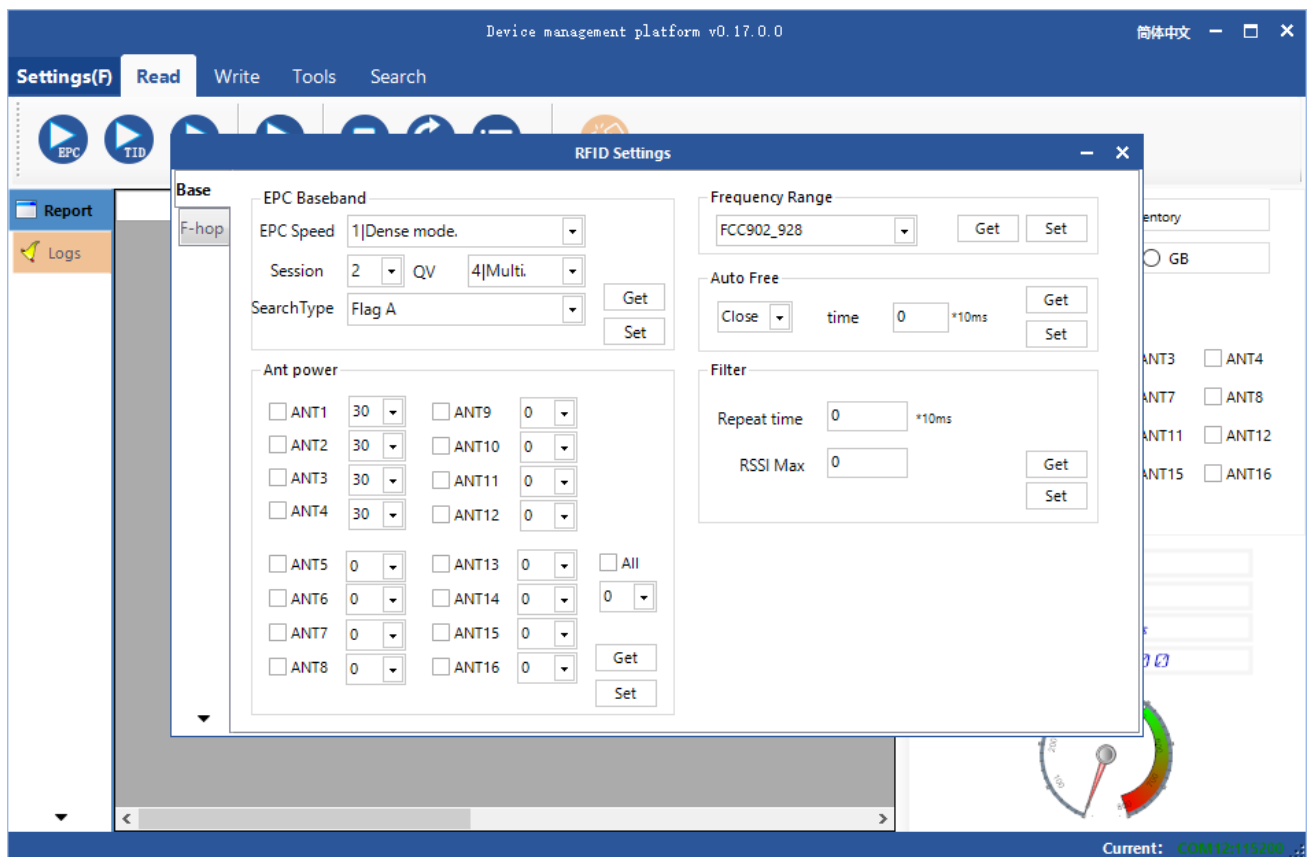 Device management platform v0.17.0.0
简体中文
Settings(F) Read Write Tools Search
EPC TID
RFID Settings
Report
Logs
Base
F-hop
EPC Baseband
EPC Speed 1|Dense mode.
Session 2 QV 4|Multi.
SearchType Flag A
Get
Set
Ant power
ANT1 30 ANT9 0
ANT2 30 ANT10 0
ANT3 30 ANT11 0
ANT4 30 ANT12 0
ANT5 0 ANT13 0 All
ANT6 0 ANT14 0 0
ANT7 0 ANT15 0
ANT8 0 ANT16 0
Get
Set
Frequency Range
FCC902_928 Get Set
Auto Free
Close time 0 *10ms
Get
Set
Filter
Repeat time 0 *10ms
RSSI Max 0
Get
Set
entory
GB
ANT3 ANT4
ANT7 ANT8
ANT11 ANT12
ANT15 ANT16
200
100
Current: COM12:115200